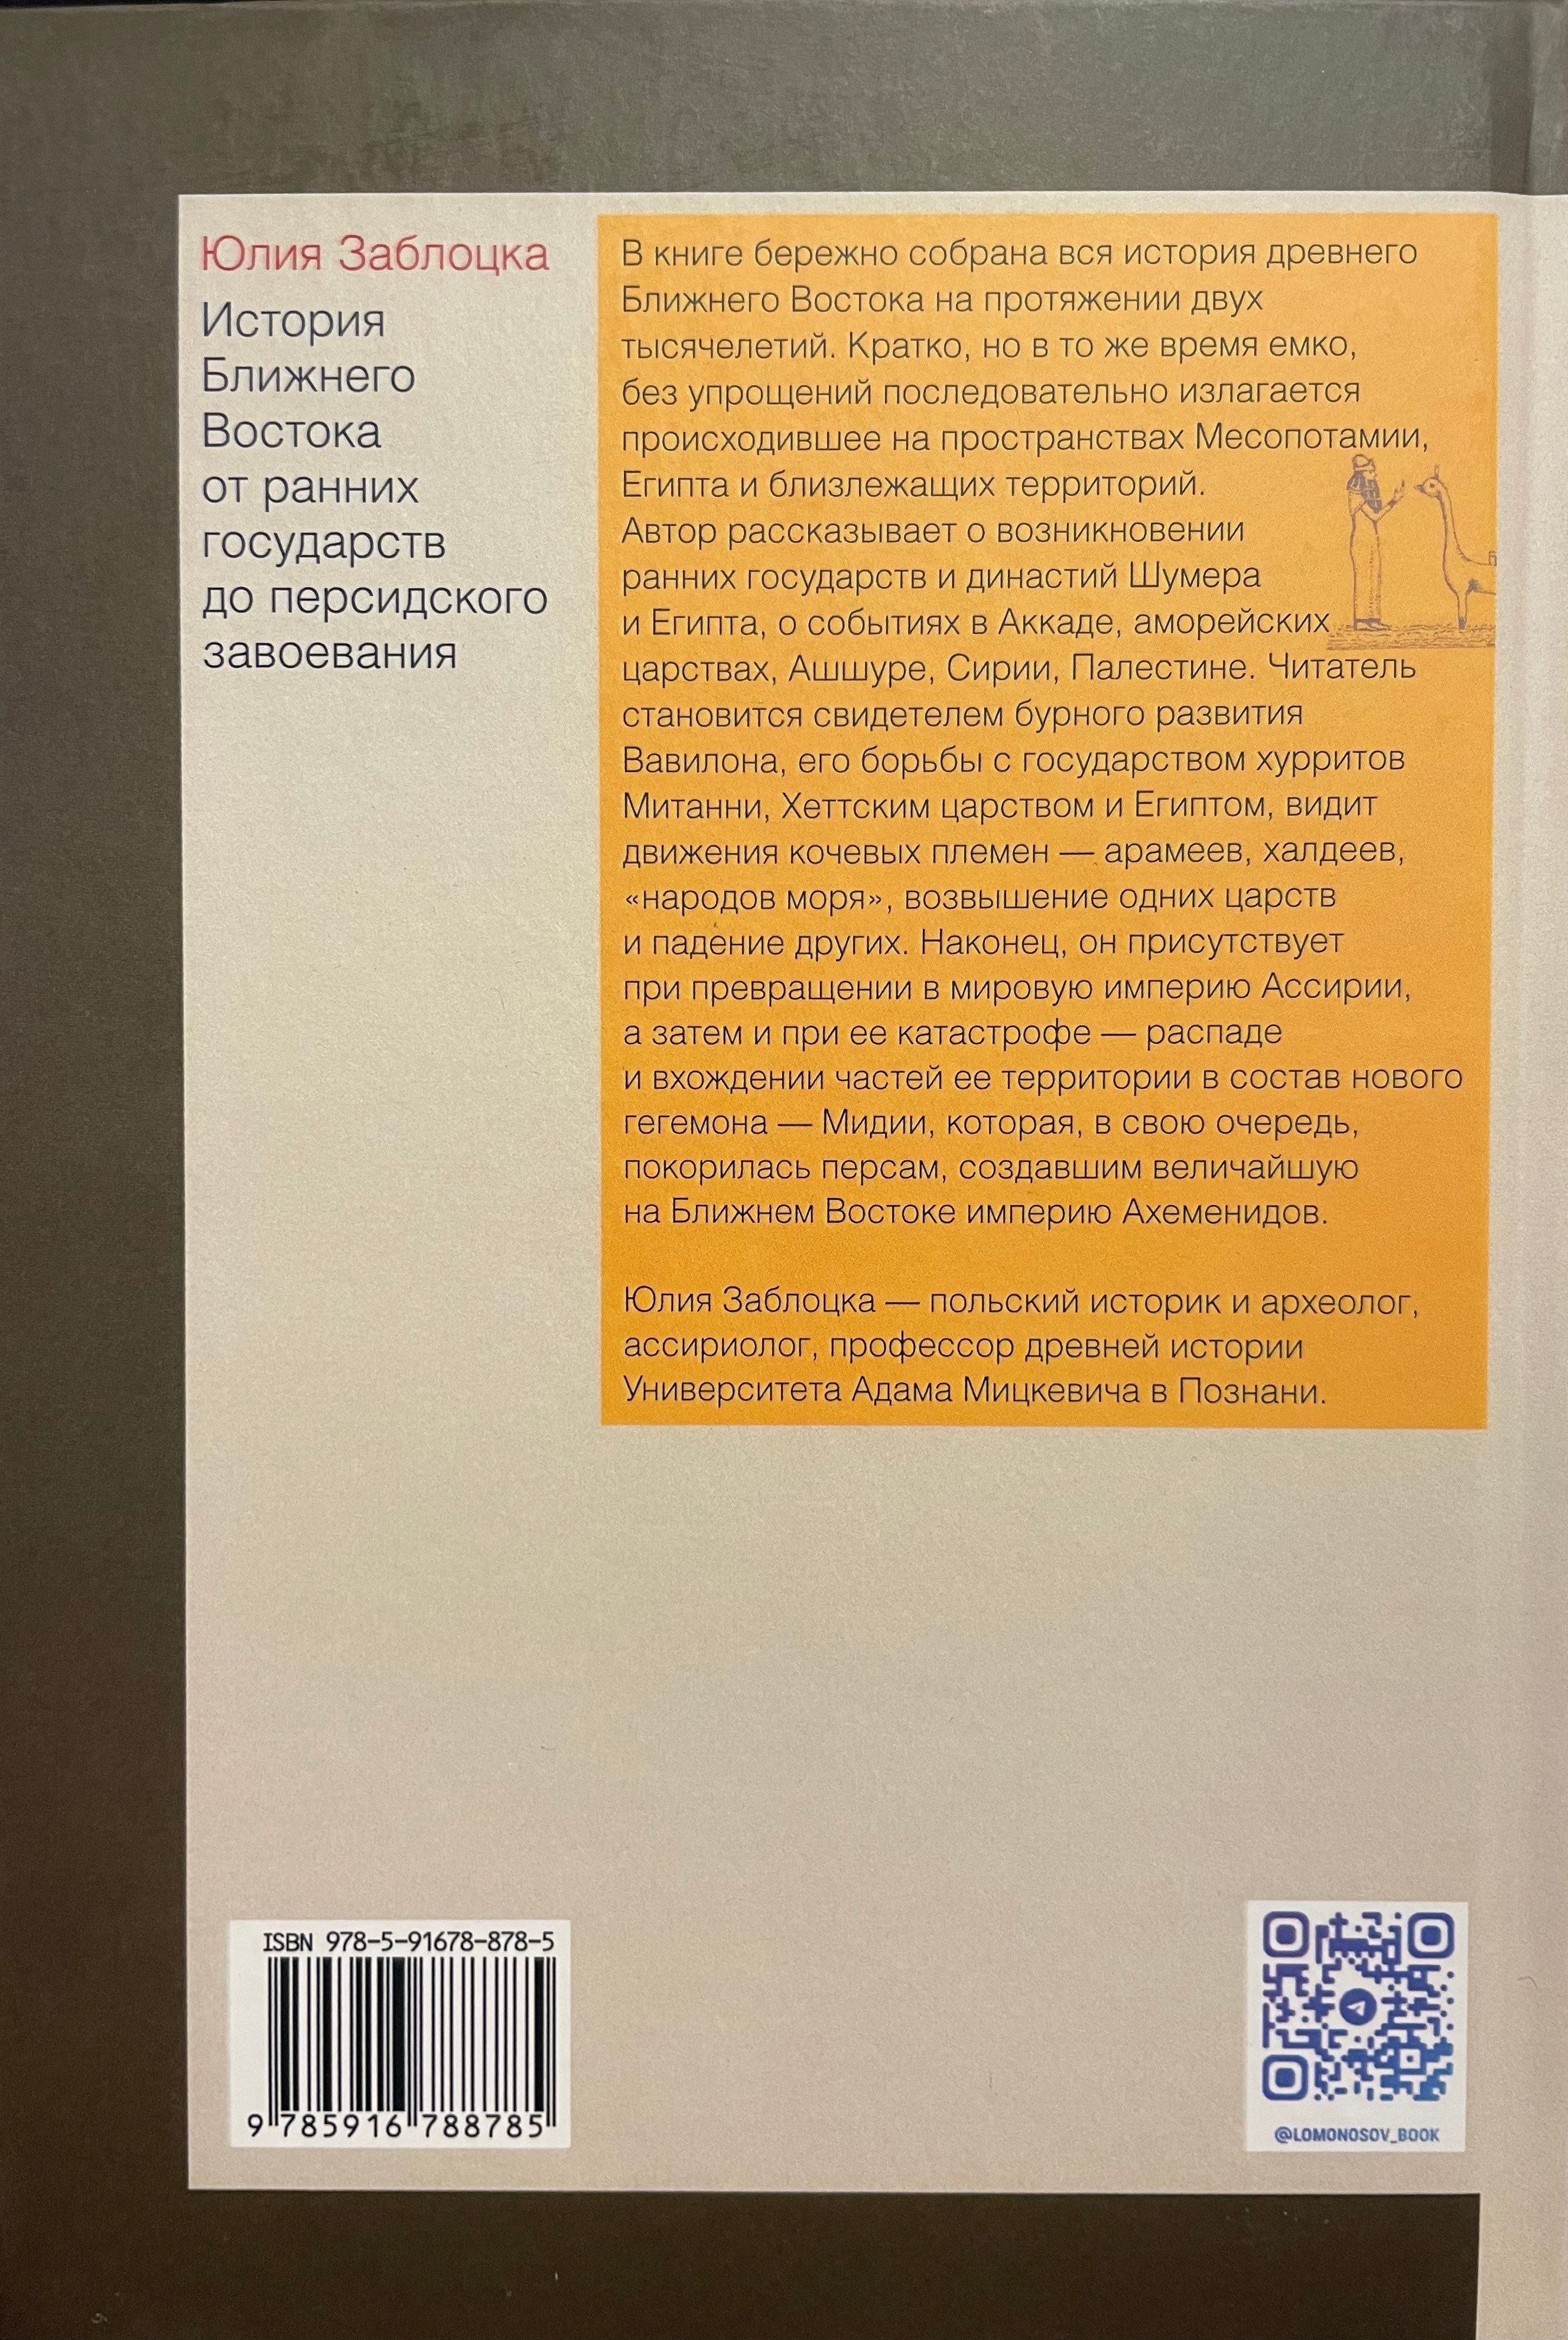 Юлия Заблоцка
История
Ближнего
Востока
от ранних
государств
до персидского
завоевания
В книге бережно собрана вся история древнего
Ближнего Востока на протяжении двух
тысячелетий. Кратко, но в то же время емко,
без упрощений последовательно излагается
происходившее на пространствах Месопотамии,
Египта и близлежащих территорий.
Автор рассказывает о возникновении
ранних государств и династий Шумера
и Египта, о событиях в Аккаде, аморейских
царствах, Ашшуре, Сирии, Палестине. Читатель
становится свидетелем бурного развития
Вавилона, его борьбы с государством хурритов
Митанни, Хеттским царством и Египтом, видит
движения кочевых племен — арамеев, халдеев,
«народов моря», возвышение одних царств
и падение других. Наконец, он присутствует
при превращении в мировую империю Ассирии,
а затем и при ее катастрофе — распаде
и вхождении частей ее территории в состав нового
гегемона — Мидии, которая, в свою очередь,
покорилась персам, создавшим величайшую
на Ближнем Востоке империю Ахеменидов.
Юлия Заблоцка — польский историк и археолог,
ассириолог, профессор древней истории
Университета Адама Мицкевича в Познани.
ISBN 978-5-91678-878-5
9 785916 788785
@LOMONOSOV_BOOK